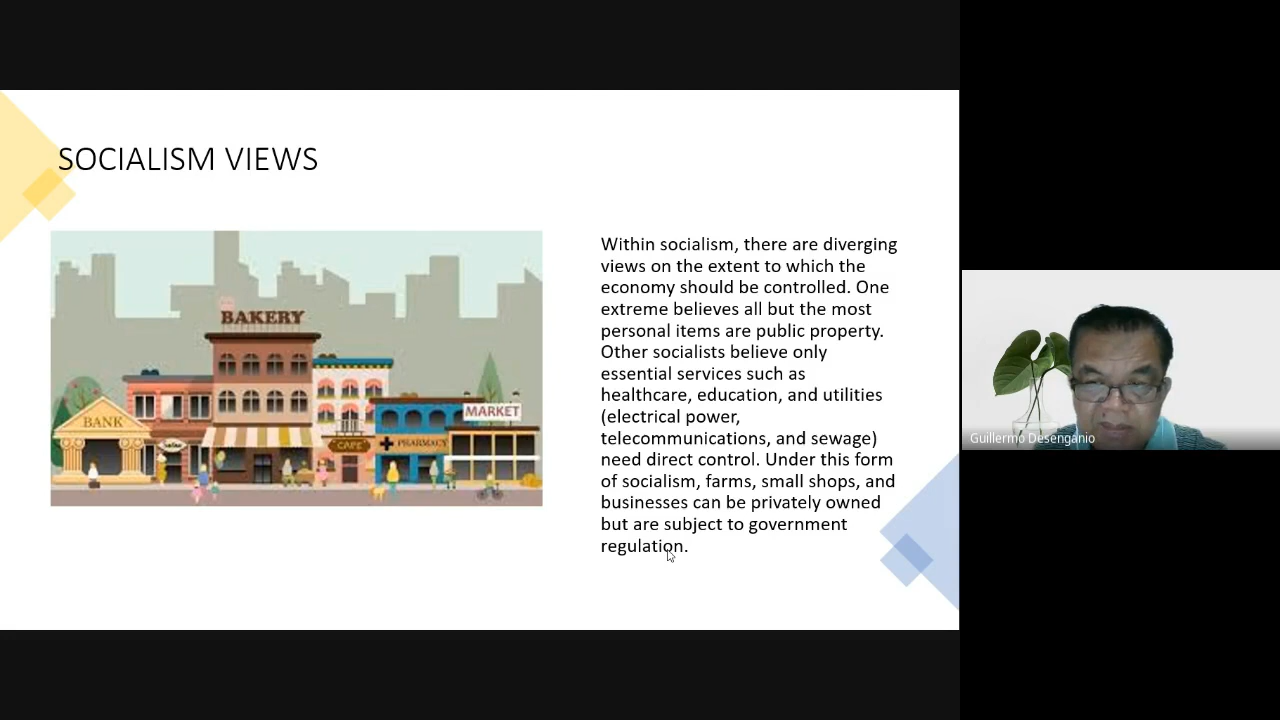 SOCIALISM VIEWS
BAKERY
BANK
CAFE
PHARMACY
MARKET
Within socialism, there are diverging
views on the extent to which the
economy should be controlled. One
extreme believes all but the most
personal items are public property.
Other socialists believe only
essential services such as
healthcare, education, and utilities
(electrical power,
telecommunications, and sewage)
need direct control. Under this form
of socialism, farms, small shops, and
businesses can be privately owned
but are subject to government
regulation.
Guillermo Desenganio